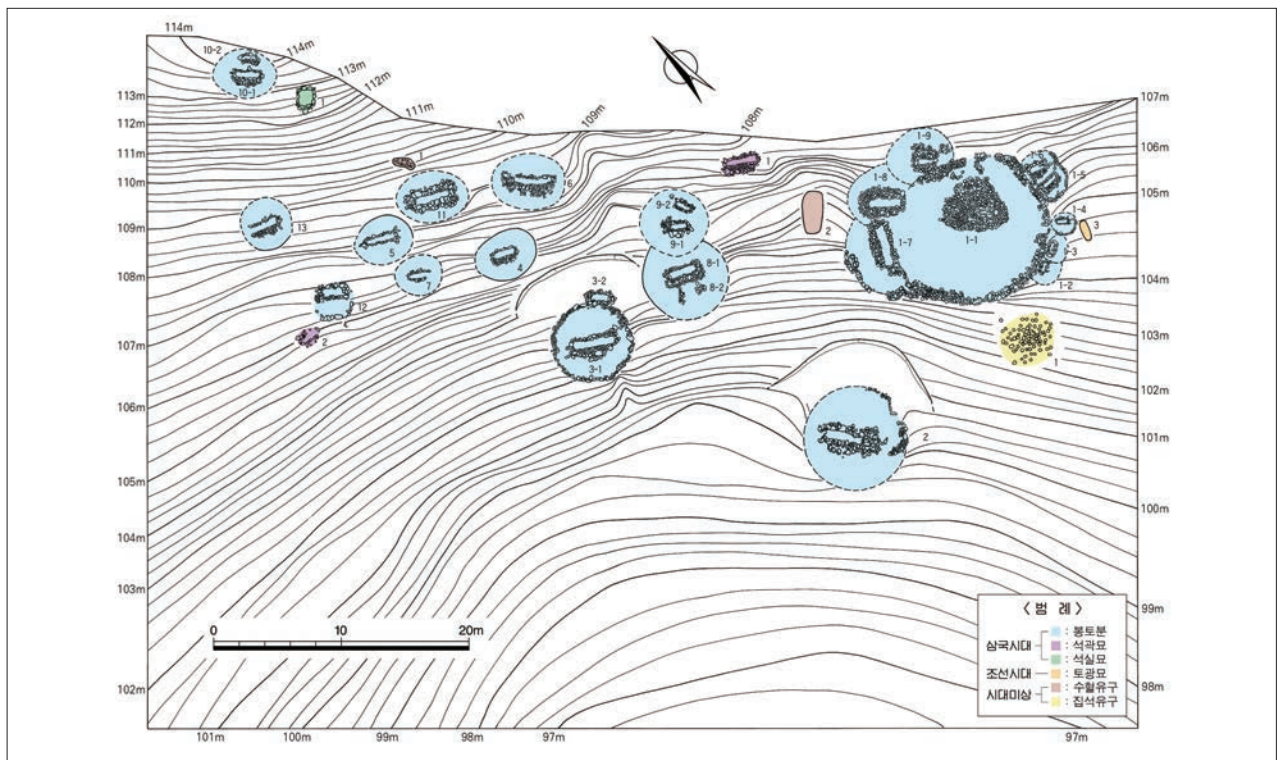 114m
10-2
114m
113m
112m
10-1
1
113m
112m
111m
110m
109m
108m
107m
111m
1
1-9
106m
1
6
1-8
1-5
110m
11
9-2
105m
13
1-4
3
109m
5
9-1
2
1-7
1-1
4
8-1
1-3
108m
7
8-2
1-2
104m
3-2
12
2
107m
3-1
1
103m
102m
106m
2
101m
105m
100m
104m
103m
0 10 20m
〈 범 례 〉
삼국시대
: 봉토분
: 석곽묘
: 석실묘
조선시대
: 토광묘
시대미상
: 수혈유구
: 집석유구
99m
98m
102m
101m
100m
99m
98m
97m
97m